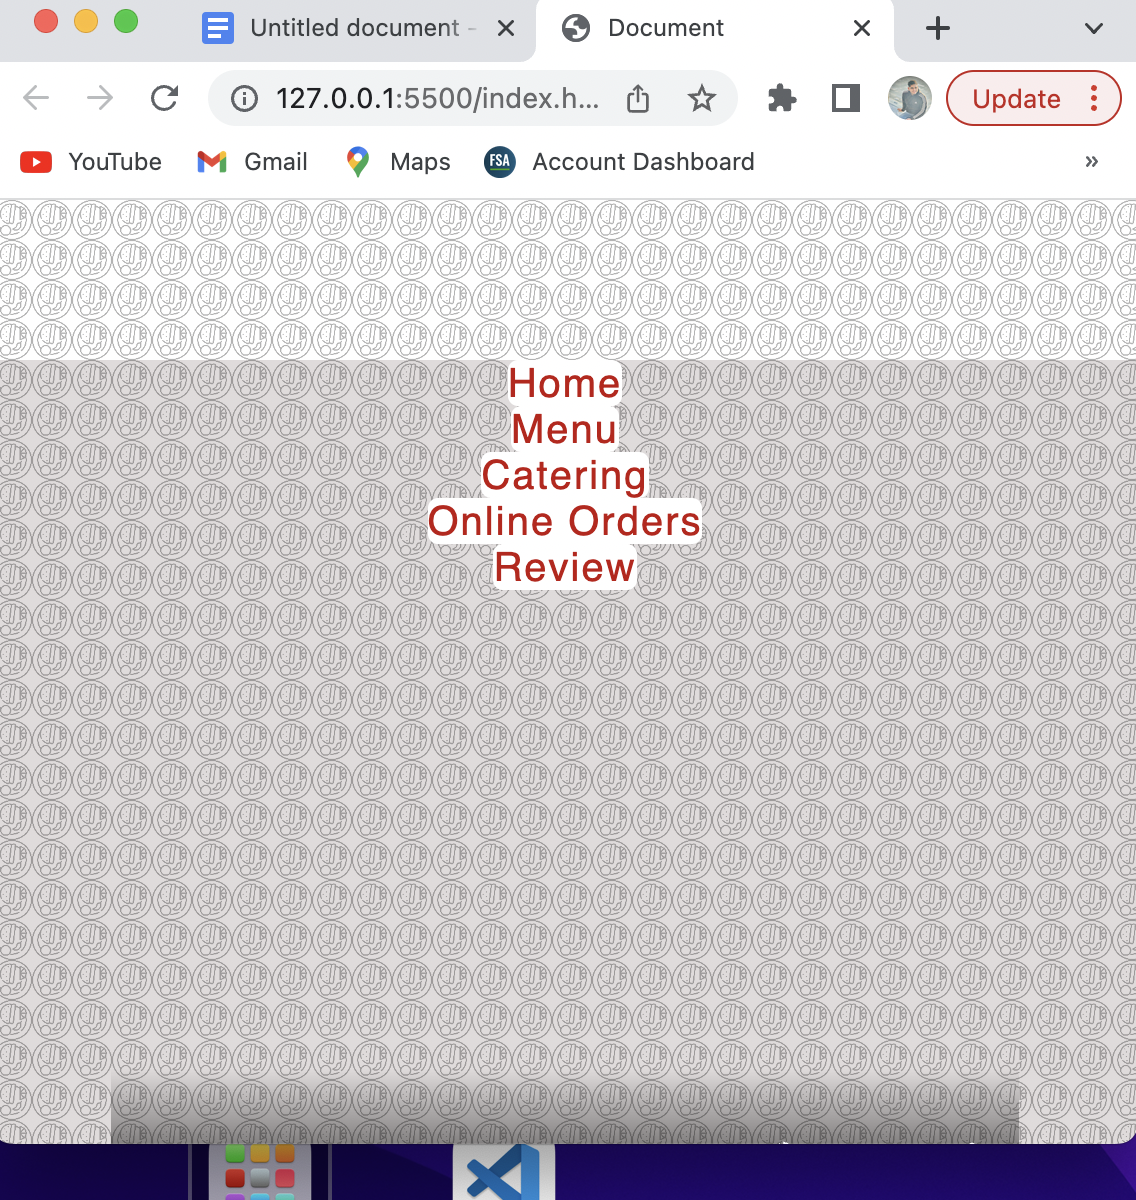 Untitled document -
Document
127.0.0.1:5500/index.h...
Update
YouTube
Gmail
Maps
FSA
Account Dashboard
»
Home
Menu
Catering
Online Orders
Review